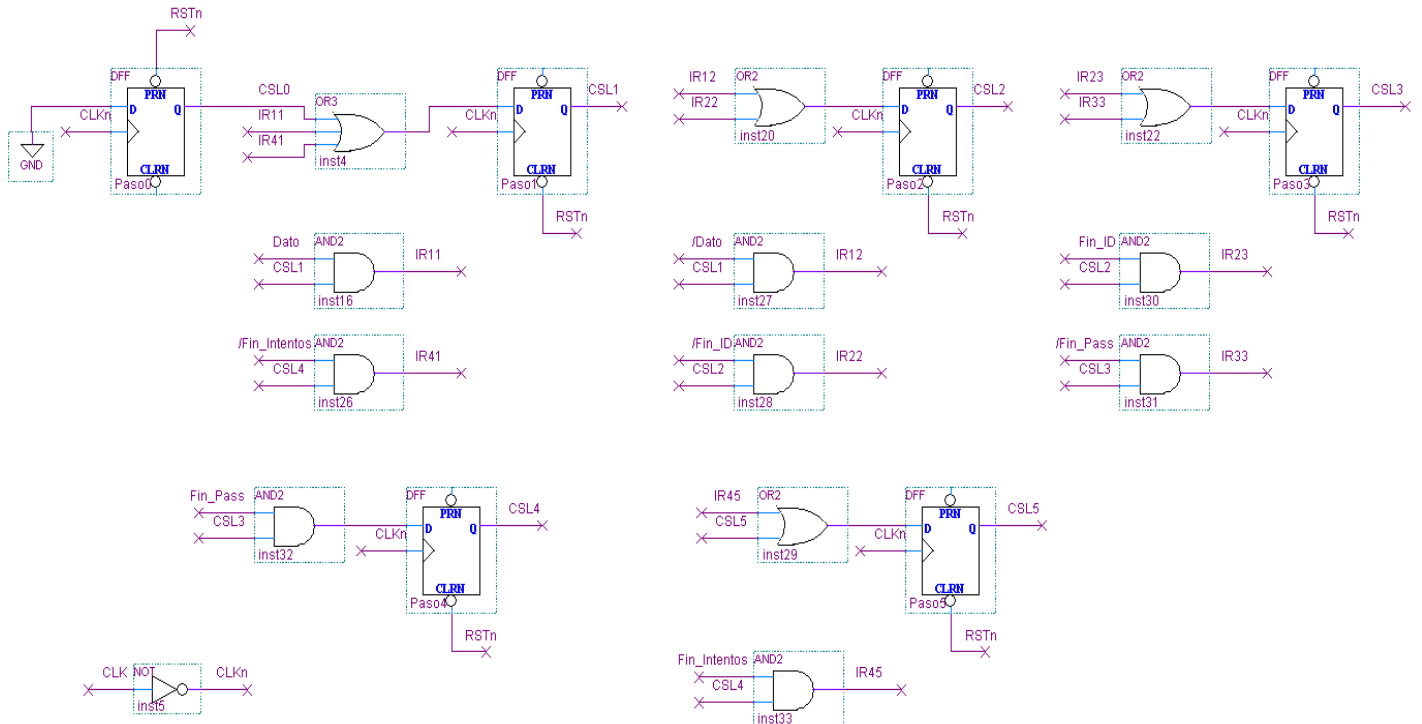 RSTn
DFF
PRN
D
Q
CLKn
CLRN
Paso0
GND
CSL0
OR3
IR11
IR41
inst4
DFF
PRN
D
Q
CLKn
CLRN
Paso1
CSL1
RSTn
IR12
OR2
IR22
inst20
DFF
PRN
D
Q
CLKn
CLRN
Paso2
CSL2
RSTn
IR23
OR2
IR33
inst22
DFF
PRN
D
Q
CLKn
CLRN
Paso3
CSL3
RSTn
Dato
AND2
CSL1
IR11
inst16
/Dato
AND2
CSL1
IR12
inst27
Fin_ID
AND2
CSL2
IR23
inst30
/Fin_Intentos
AND2
CSL4
IR41
inst26
/Fin_ID
AND2
CSL2
IR22
inst28
/Fin_Pass
AND2
CSL3
IR33
inst31
Fin_Pass
AND2
CSL3
inst32
DFF
PRN
D
Q
CLKn
CLRN
Paso4
CSL4
RSTn
IR45
OR2
CSL5
inst29
DFF
PRN
D
Q
CLKn
CLRN
Paso5
CSL5
RSTn
CLK
NOT
CLKn
inst5
Fin_Intentos
AND2
CSL4
IR45
inst33